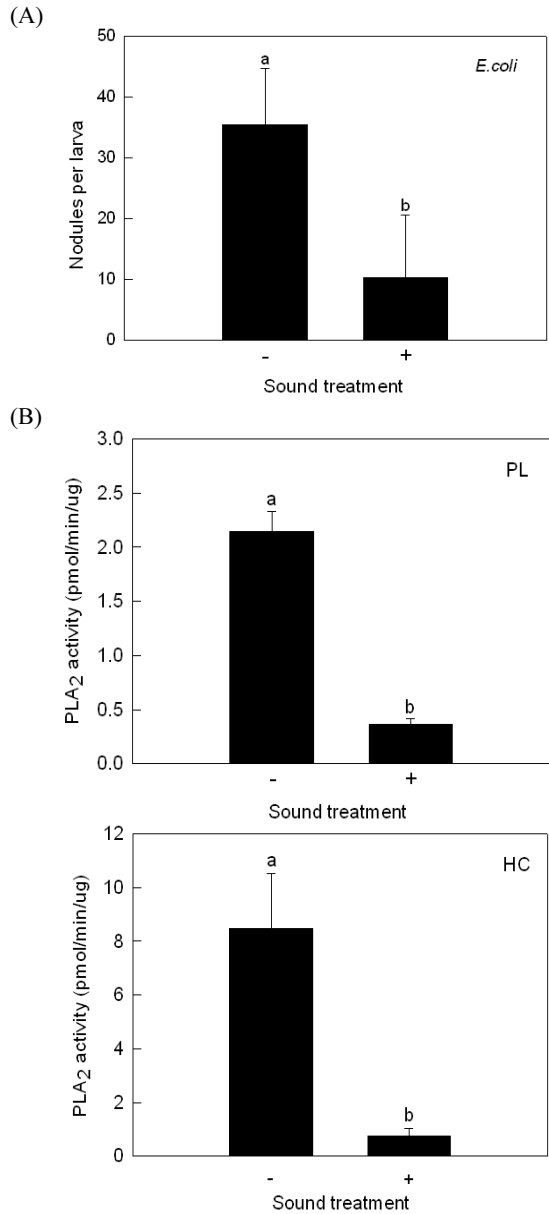 (A)
50
40
30
20
10
0
Nodules per larva
a
b
E.coli
-
+
Sound treatment
(B)
3.0
2.5
2.0
1.5
1.0
0.5
0.0
PLA2 activity (pmol/min/ug)
a
b
PL
-
+
Sound treatment
12
10
8
6
4
2
0
PLA2 activity (pmol/min/ug)
a
b
HC
-
+
Sound treatment